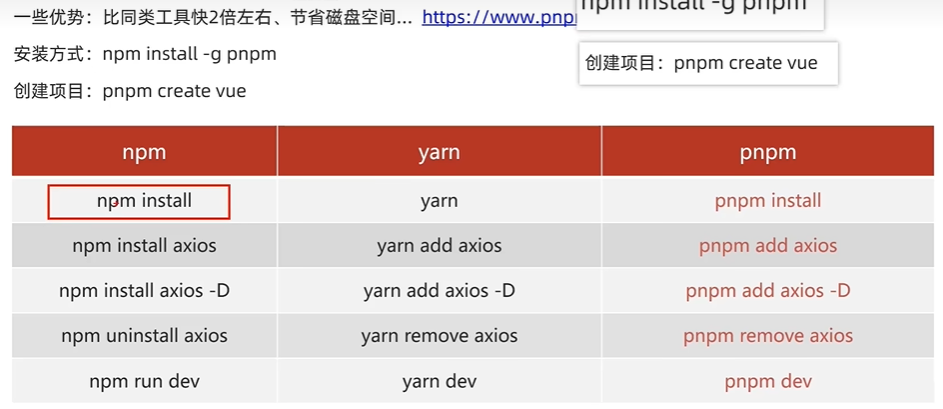 一些优势：比同类工具快2倍左右、节省磁盘空间... https://www.pnp
npm install -g pnpm
安装方式：npm install -g pnpm
创建项目：pnpm create vue
创建项目：pnpm create vue
npm yarn pnpm
npm install yarn pnpm install
npm install axios yarn add axios pnpm add axios
npm install axios -D yarn add axios -D pnpm add axios -D
npm uninstall axios yarn remove axios pnpm remove axios
npm run dev yarn dev pnpm dev